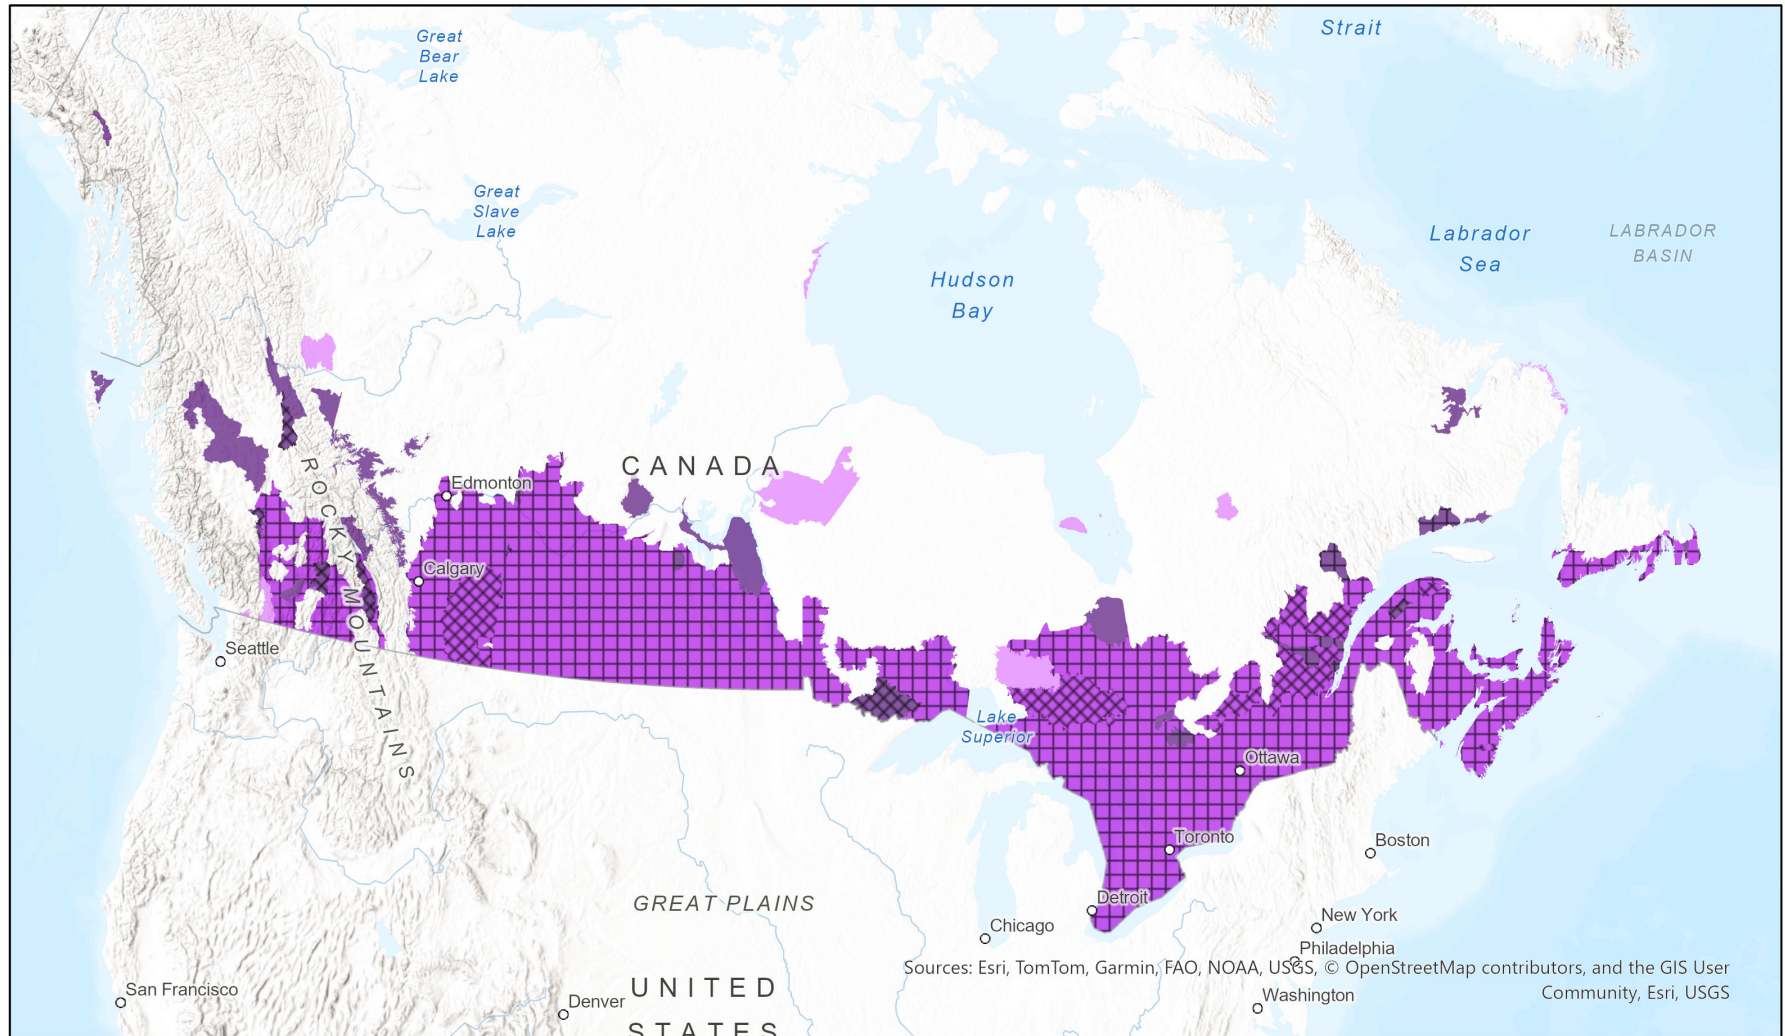 Strait
Great
Bear
Lake
Great
Slave
Lake
Labrador
Sea
LABRADOR
BASIN
Hudson
Bay
CANADA
Edmonton
ROCKY MOUNTAINS
Calgary
Seattle
Lake
Superior
Ottawa
Toronto
Boston
Detroit
GREAT PLAINS
Chicago
New York
Philadelphia
Sources: Esri, TomTom, Garmin, FAO, NOAA, USGS, © OpenStreetMap contributors, and the GIS User
Community, Esri, USGS
San Francisco
Denver
UNITED
STATES
Washington